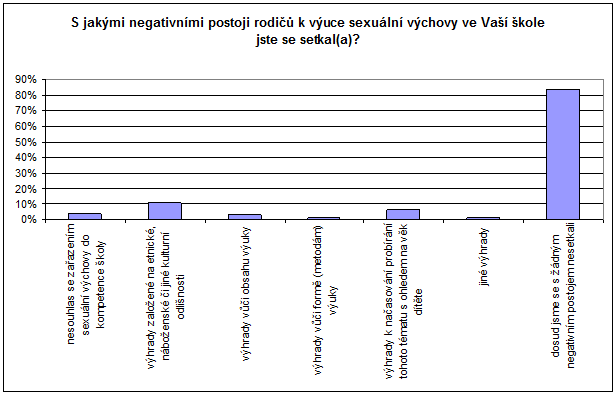 S jakými negativními postoji rodičů k výuce sexuální výchovy ve Vaší škole
jste se setkal(a)?
90%
80%
70%
60%
50%
40%
30%
20%
10%
0%
nesouhlas se zařazením
sexuální výchovy do
kompetence školy
výhrady založené na etnické,
náboženské či jiné kulturní
odlišnosti
výhrady vůči obsahu výuky
výhrady vůči formě (metodám)
výuky
výhrady k načasování probírání
tohoto tématu s ohledem na věk
dítěte
jiné výhrady
dosud jsme se s žádným
negativním postojem nesetkali